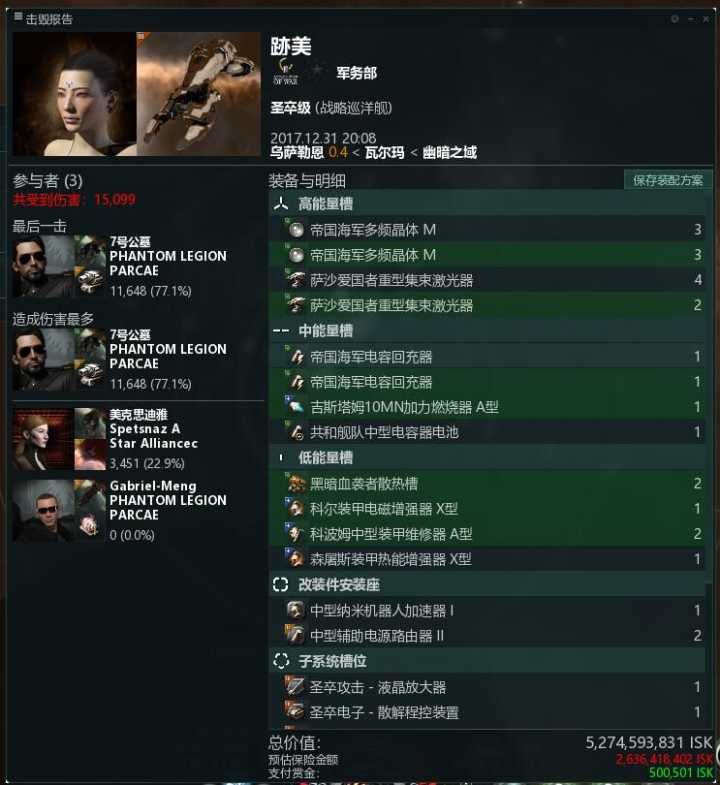 击毁报告
跡美
OF WAR
军务部
圣卒级 (战略巡洋舰)
2017.12.31 20:08
乌萨勒恩 0.4 < 瓦尔玛 < 幽暗之域
参与者 (3)
共受到伤害: 15,099
最后一击
7号公墓
PHANTOM LEGION
PARCAE
11,648 (77.1%)
造成伤害最多
7号公墓
PHANTOM LEGION
PARCAE
11,648 (77.1%)
美克思迪雅
Spetsnaz A
Star Alliancec
3,451 (22.9%)
Gabriel-Meng
PHANTOM LEGION
PARCAE
0 (0.0%)
装备与明细
保存装配方案
高能量槽
帝国海军多频晶体 M 3
帝国海军多频晶体 M 3
萨沙爱国者重型集束激光器 4
萨沙爱国者重型集束激光器 2
中能量槽
帝国海军电容回充器 1
帝国海军电容回充器 1
吉斯塔姆10MN加力燃烧器 A型 1
共和舰队中型电容器电池 1
低能量槽
黑暗血袭者散热槽 2
科尔装甲电磁增强器 X型 1
科波姆中型装甲维修器 A型 2
森屠斯装甲热能增强器 X型 1
改装件安装座
中型纳米机器人加速器 I 1
中型辅助电源路由器 II 2
子系统槽位
圣卒攻击 - 液晶放大器 1
圣卒电子 - 散解程控装置 1
总价值: 5,274,593,831 ISK
预估保险金额 2,636,418,402 ISK
支付赏金: 500,501 ISK